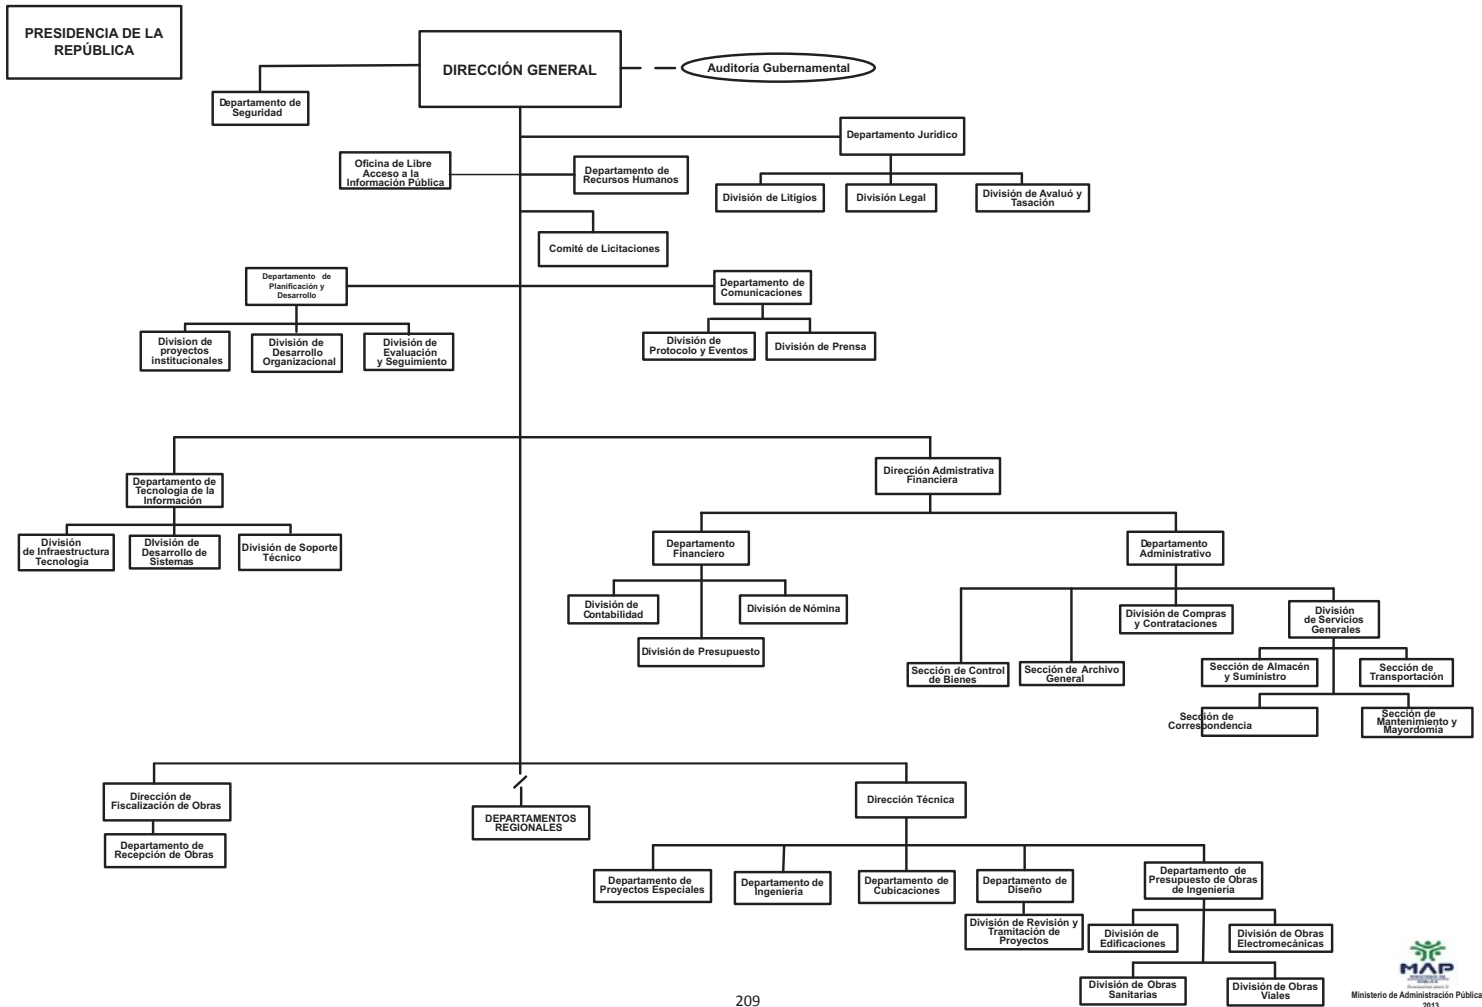 PRESIDENCIA DE LA
REPÚBLICA
DIRECCIÓN GENERAL
Auditoría Gubernamental
Departamento de
Seguridad
Departamento Jurídico
Oficina de Libre
Acceso a la
Información Pública
Departamento de
Recursos Humanos
División de Litigios
División Legal
División de Avaluó y
Tasación
Comité de Licitaciones
Departamento de
Planificación y
Desarrollo
Departamento de
Comunicaciones
Division de
proyectos
institucionales
División de
Desarrollo
Organizacional
División de
Evaluación
y Seguimiento
División de
Protocolo y Eventos
División de Prensa
Departamento de
Tecnología de la
Información
Dirección Admistrativa
Financiera
División
de Infraestructura
Tecnología
DIvisión de
Desarrollo de
Sistemas
División de Soporte
Técnico
Departamento
Financiero
Departamento
Administrativo
División de
Contabilidad
División de Nómina
División de Presupuesto
División de Compras
y Contrataciones
División
de Servicios
Generales
Sección de Control
de Bienes
Sección de Archivo
General
Sección de Almacén
y Suministro
Sección de
Transportación
Sección de
Correspondencia
Sección de
Mantenimiento y
Mayordomía
Dirección de
Fiscalización de Obras
Departamento de
Recepción de Obras
DEPARTAMENTOS
REGIONALES
Dirección Técnica
Departamento de
Proyectos Especiales
Departamento de
Ingeniería
Departamento de
Cubicaciones
Departamento de
Diseño
División de Revisión y
Tramitación de
Proyectos
Departamento de
Presupuesto de Obras
de Ingeniería
División de
Edificaciones
División de Obras
Electromecánicas
División de Obras
Sanitarias
División de Obras
Viales
MAP
Ministerio de Administración Pública
2013
209